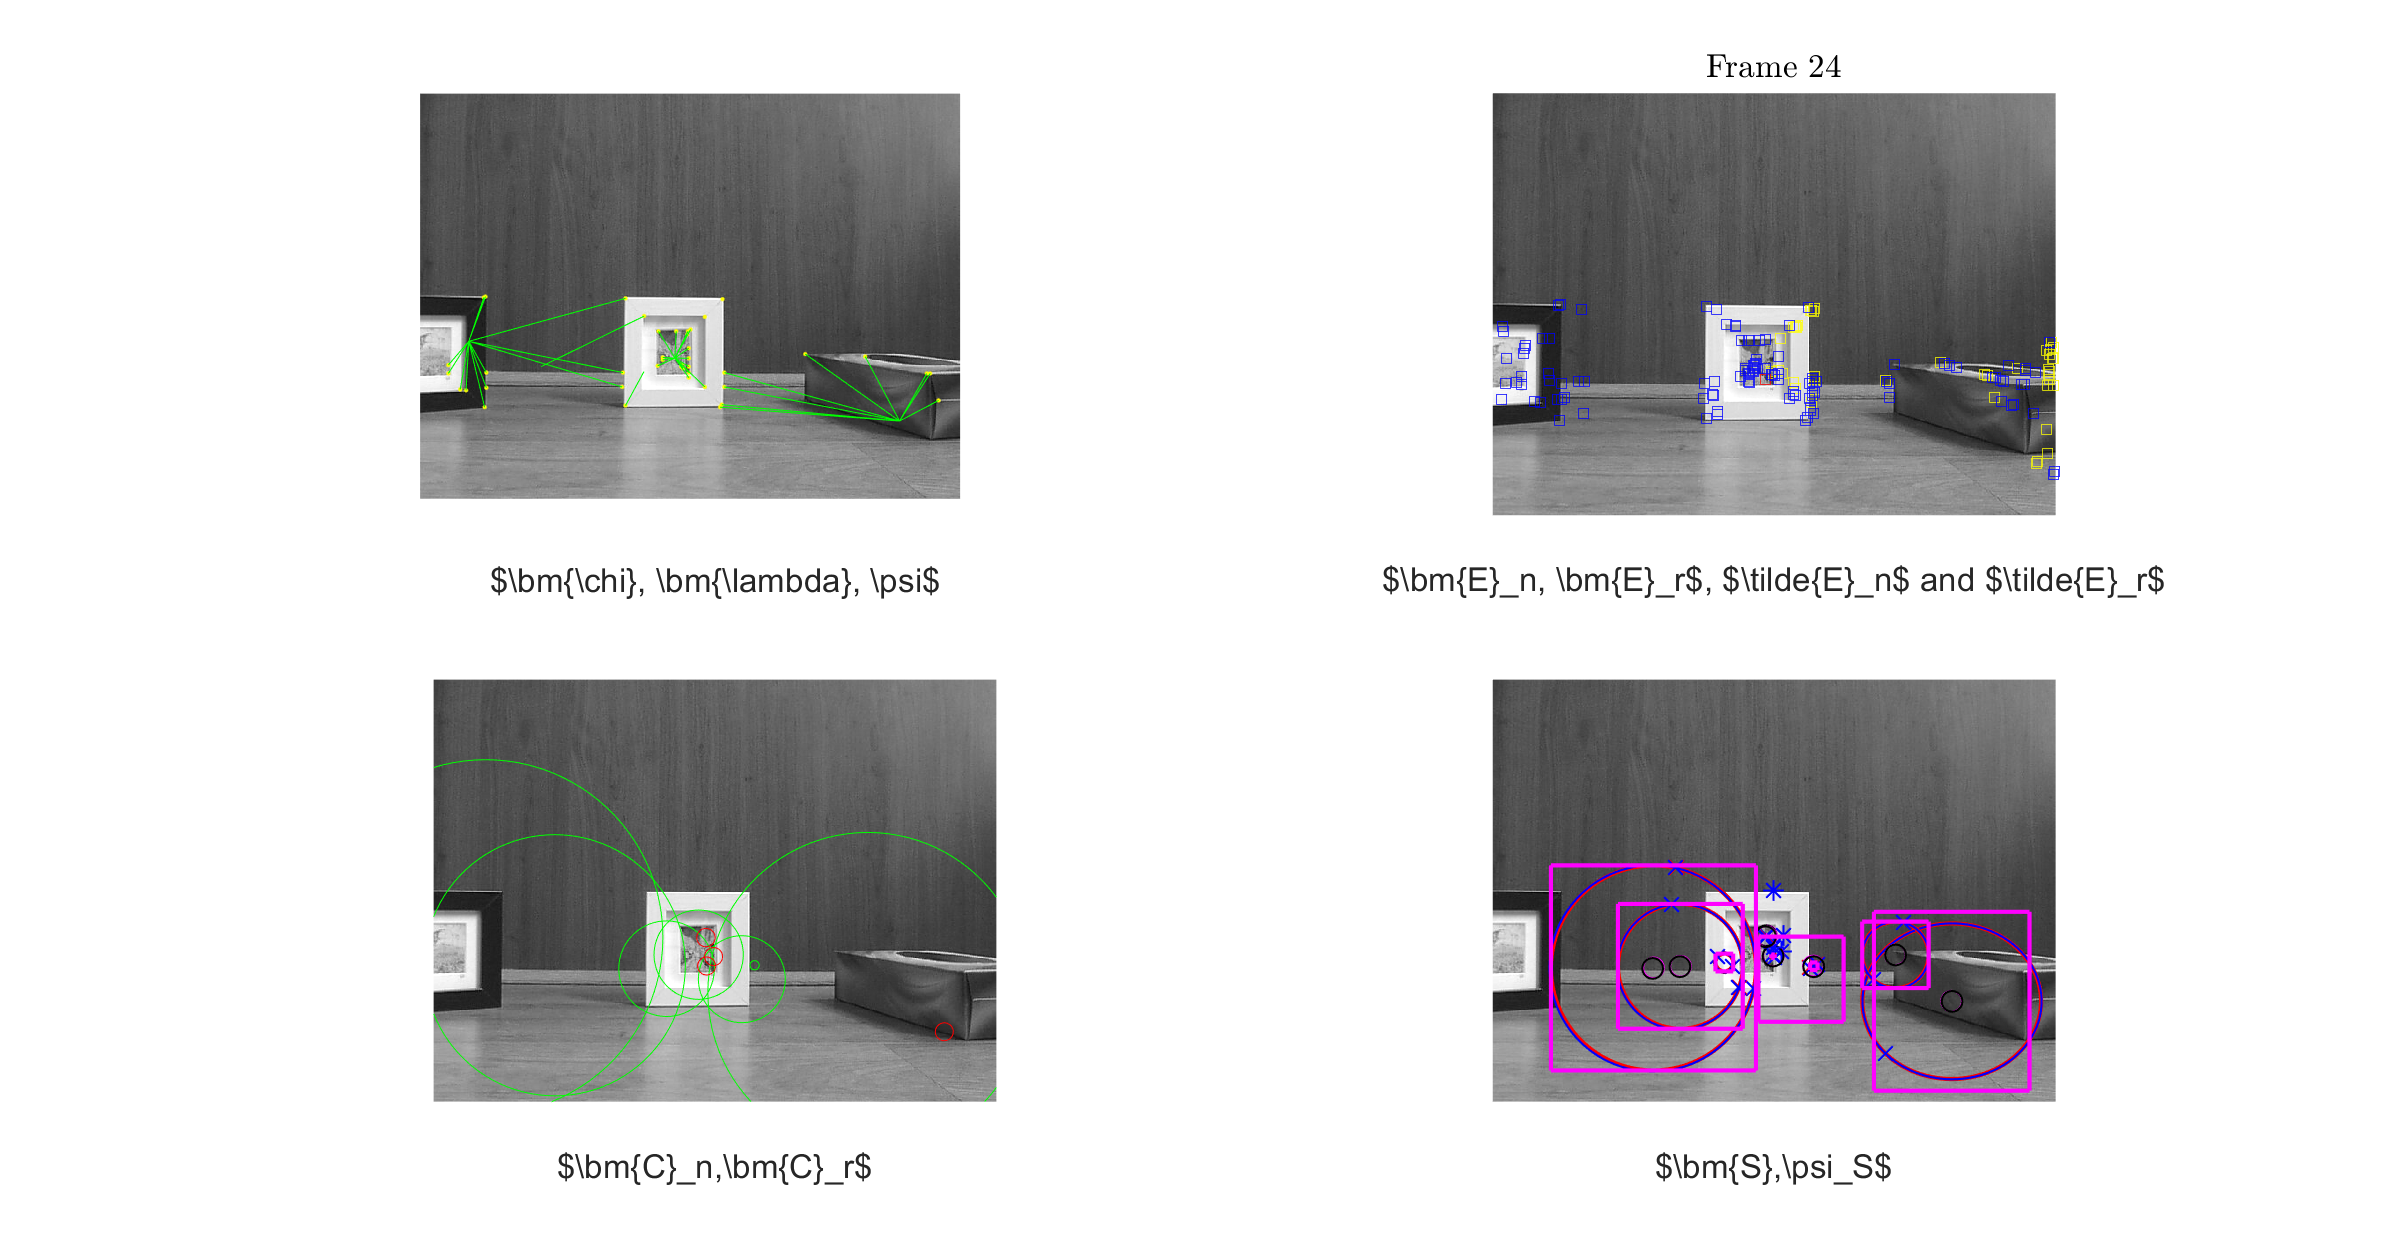 Frame 24
$\bm{\chi}, \bm{\lambda}, \psi$
$\bm{E}_n, \bm{E}_r$, $\tilde{E}_n$ and $\tilde{E}_r$
$\bm{C}_n,\bm{C}_r$
$\bm{S},\psi_S$